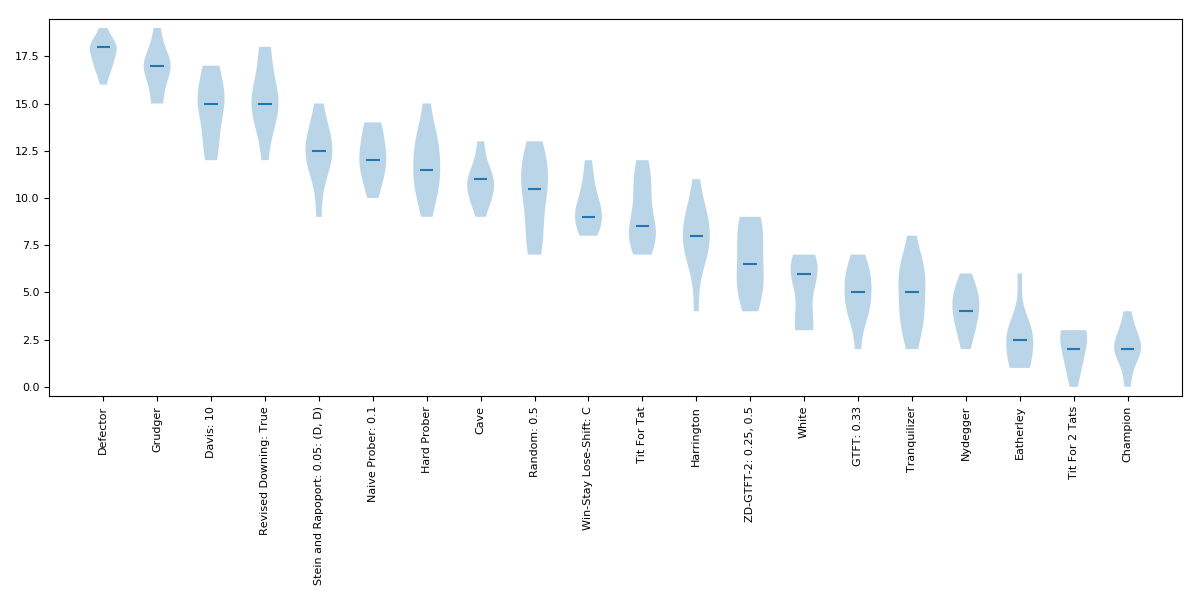 17.5
15.0
12.5
10.0
7.5
5.0
2.5
0.0
Defector
Grudger
Davis: 10
Revised Downing: True
Stein and Rapoport: 0.05: (D, D)
Naive Prober: 0.1
Hard Prober
Cave
Random: 0.5
Win-Stay Lose-Shift: C
Tit For Tat
Harrington
ZD-GTFT-2: 0.25, 0.5
White
GTFT: 0.33
Tranquilizer
Nydegger
Eatherley
Tit For 2 Tats
Champion